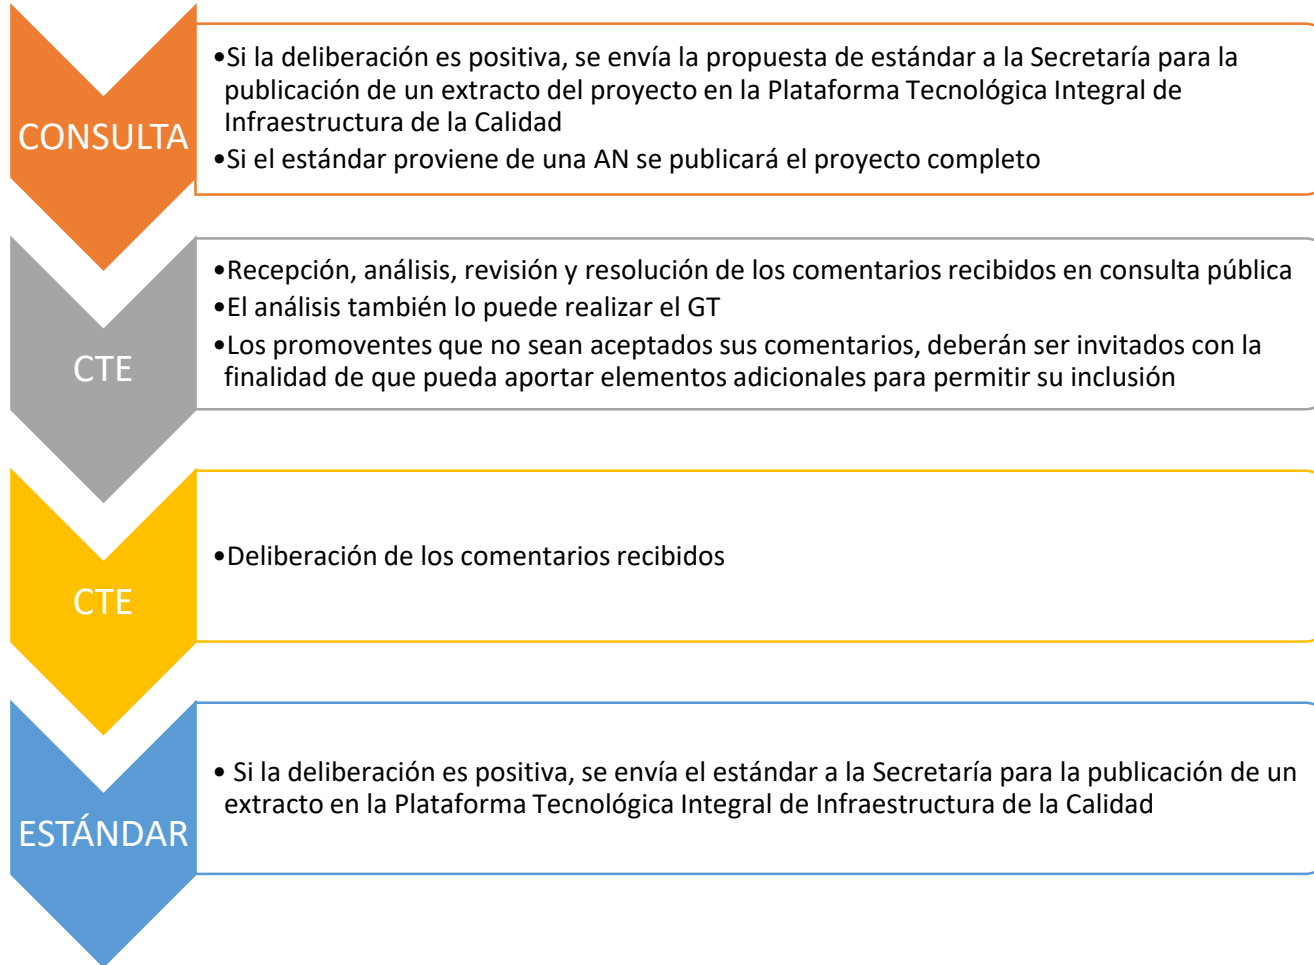 CONSULTA
•Si la deliberación es positiva, se envía la propuesta de estándar a la Secretaría para la
publicación de un extracto del proyecto en la Plataforma Tecnológica Integral de
Infraestructura de la Calidad
•Si el estándar proviene de una AN se publicará el proyecto completo
CTE
•Recepción, análisis, revisión y resolución de los comentarios recibidos en consulta pública
•El análisis también lo puede realizar el GT
•Los promoventes que no sean aceptados sus comentarios, deberán ser invitados con la
finalidad de que pueda aportar elementos adicionales para permitir su inclusión
CTE
•Deliberación de los comentarios recibidos
ESTÁNDAR
• Si la deliberación es positiva, se envía el estándar a la Secretaría para la publicación de un
extracto en la Plataforma Tecnológica Integral de Infraestructura de la Calidad